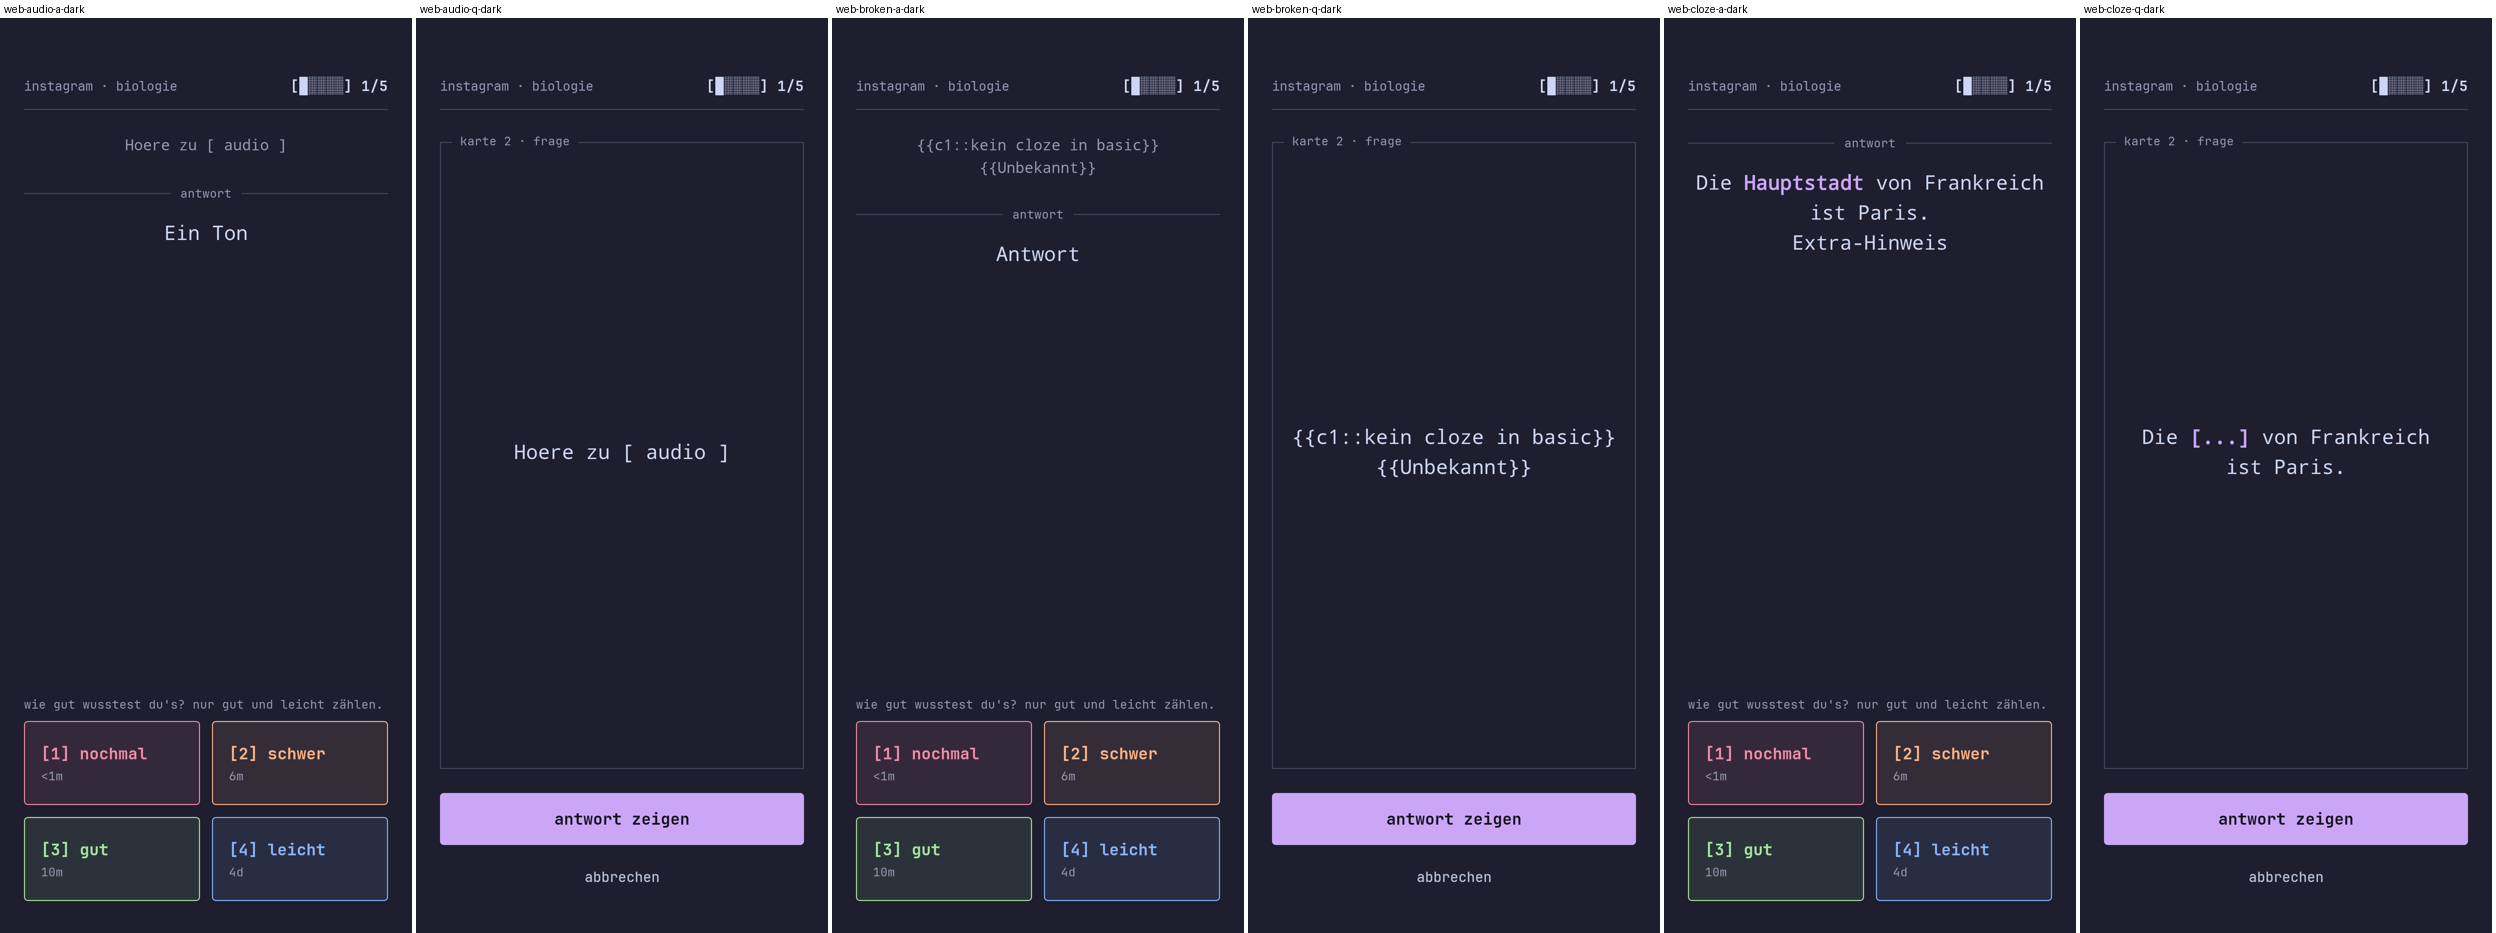 web-audio-a-dark
instagram · biologie
[█▒▒▒▒] 1/5
Hoere zu [ audio ]
antwort
Ein Ton
wie gut wusstest du's? nur gut und leicht zählen.
[1] nochmal
<1m
[2] schwer
6m
[3] gut
10m
[4] leicht
4d
web-audio-q-dark
instagram · biologie
[█▒▒▒▒] 1/5
karte 2 · frage
Hoere zu [ audio ]
antwort zeigen
abbrechen
web-broken-a-dark
instagram · biologie
[█▒▒▒▒] 1/5
{{c1::kein cloze in basic}}
{{Unbekannt}}
antwort
Antwort
wie gut wusstest du's? nur gut und leicht zählen.
[1] nochmal
<1m
[2] schwer
6m
[3] gut
10m
[4] leicht
4d
web-broken-q-dark
instagram · biologie
[█▒▒▒▒] 1/5
karte 2 · frage
{{c1::kein cloze in basic}}
{{Unbekannt}}
antwort zeigen
abbrechen
web-cloze-a-dark
instagram · biologie
[█▒▒▒▒] 1/5
antwort
Die Hauptstadt von Frankreich
ist Paris.
Extra-Hinweis
wie gut wusstest du's? nur gut und leicht zählen.
[1] nochmal
<1m
[2] schwer
6m
[3] gut
10m
[4] leicht
4d
web-cloze-q-dark
instagram · biologie
[█▒▒▒▒] 1/5
karte 2 · frage
Die [...] von Frankreich
ist Paris.
antwort zeigen
abbrechen